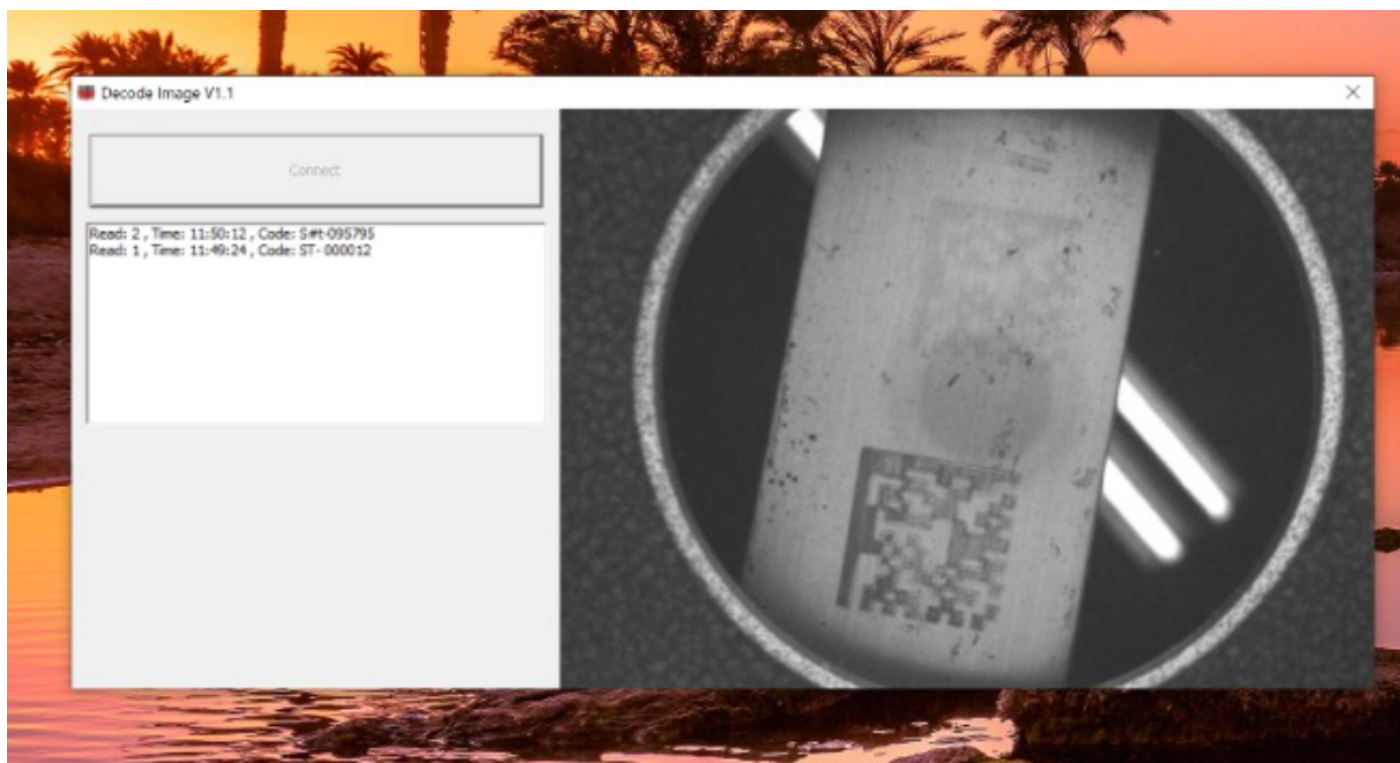 Decode Image V1.1
Connect
Read: 2 , Time: 11:50:12 , Code: S#t-095795
Read: 1 , Time: 11:49:24 , Code: ST- 000012